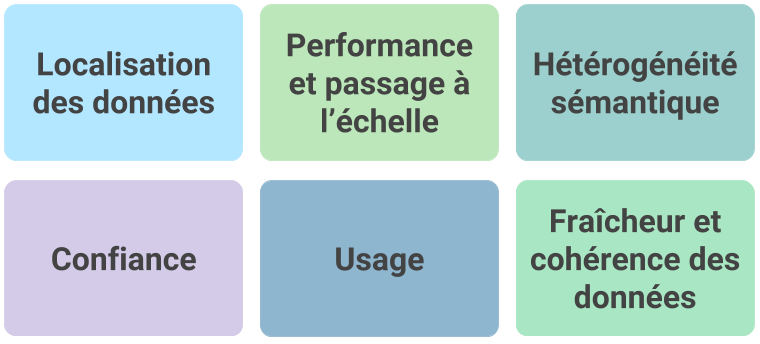 Localisation
des données
Performance
et passage à
l’échelle
Hétérogénéité
sémantique
Confiance
Usage
Fraîcheur et
cohérence des
données